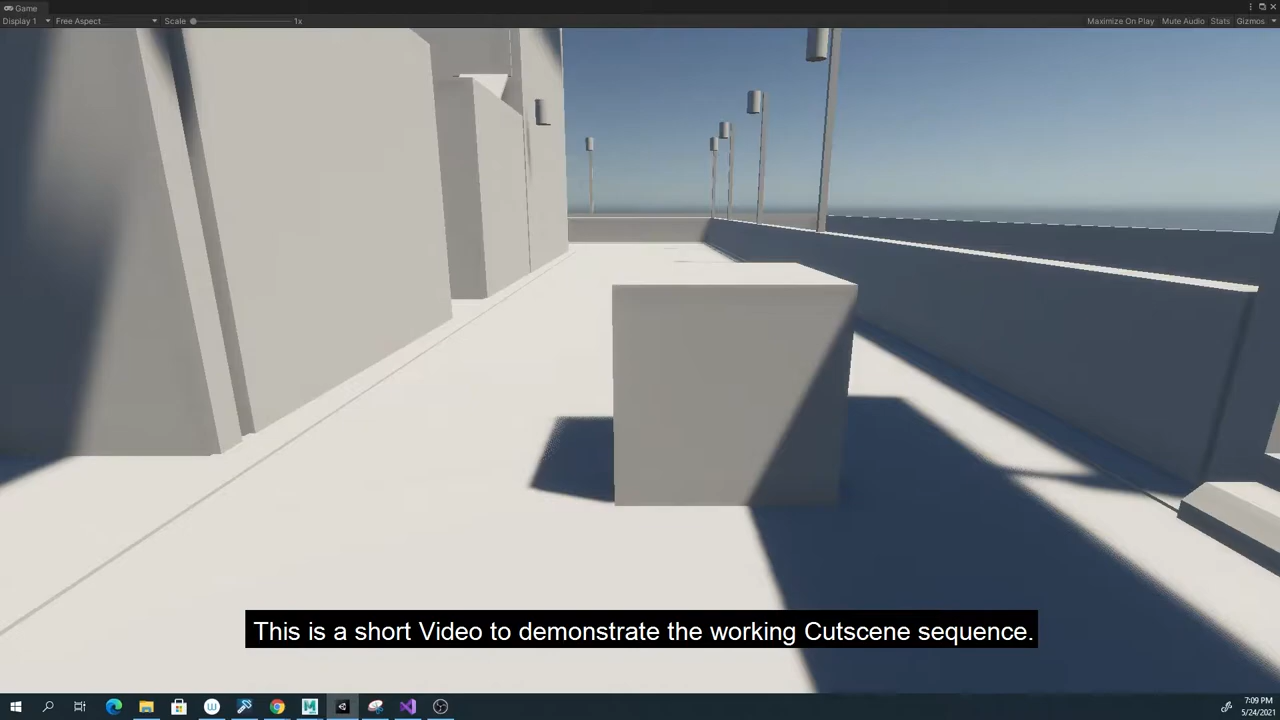 Game
Display 1 Free Aspect Scale 1x Maximize On Play Mute Audio Stats Gizmos
This is a short Video to demonstrate the working Cutscene sequence.
7:09 PM
5/24/2021